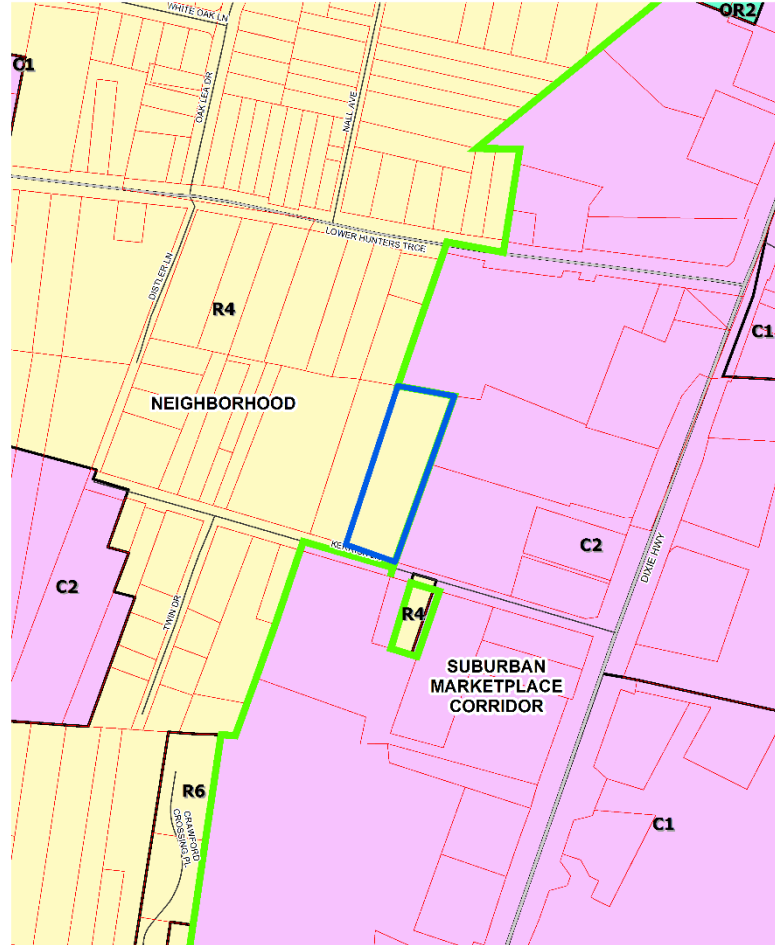 WHITE OAK LN
OR2
C1
OAK LEA DR
NALL AVE
LOWER HUNTERS TRCE
DISTLER LN
R4
C1
NEIGHBORHOOD
C2
DIXIE HWY
C2
TWIN DR
R4
SUBURBAN
MARKETPLACE
CORRIDOR
R6
CRAWFORD
CROSSING PL
C1